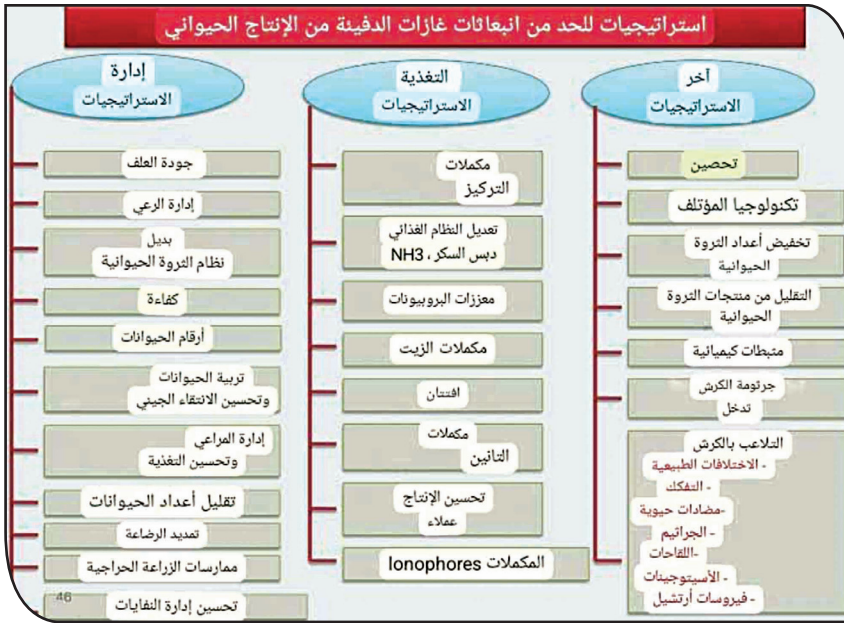 استراتيجيات للحد من انبعاثات غازات الدفيئة من الإنتاج الحيواني
آخر
الاستراتيجيات
تحصين
تكنولوجيا المؤتلف
تخفيض أعداد الثروة
الحيوانية
التقليل من منتجات الثروة
الحيوانية
مثبطات كيميائية
جرثومة الكرش
تدخل
التلاعب بالكرش
- الاختلافات الطبيعية
- التفكك
-مضادات حيوية
- الجراثيم
-اللقاحات
- الأسيتوجينات
- فيروسات أرتشيل
التغذية
الاستراتيجيات
مكملات
التركيز
تعديل النظام الغذائي
دبس السكر ، NH3
معززات البروبيونات
مكملات الزيت
افتتان
مكملات
التانين
تحسين الإنتاج
عملاء
المكملات Ionophores
إدارة
الاستراتيجيات
جودة العلف
إدارة الرعي
بديل
نظام الثروة الحيوانية
كفاءة
أرقام الحيوانات
تربية الحيوانات
وتحسين الانتقاء الجيني
إدارة المراعي
وتحسين التغذية
تقليل أعداد الحيوانات
تمديد الرضاعة
ممارسات الزراعة الحراجية
تحسين إدارة النفايات
46